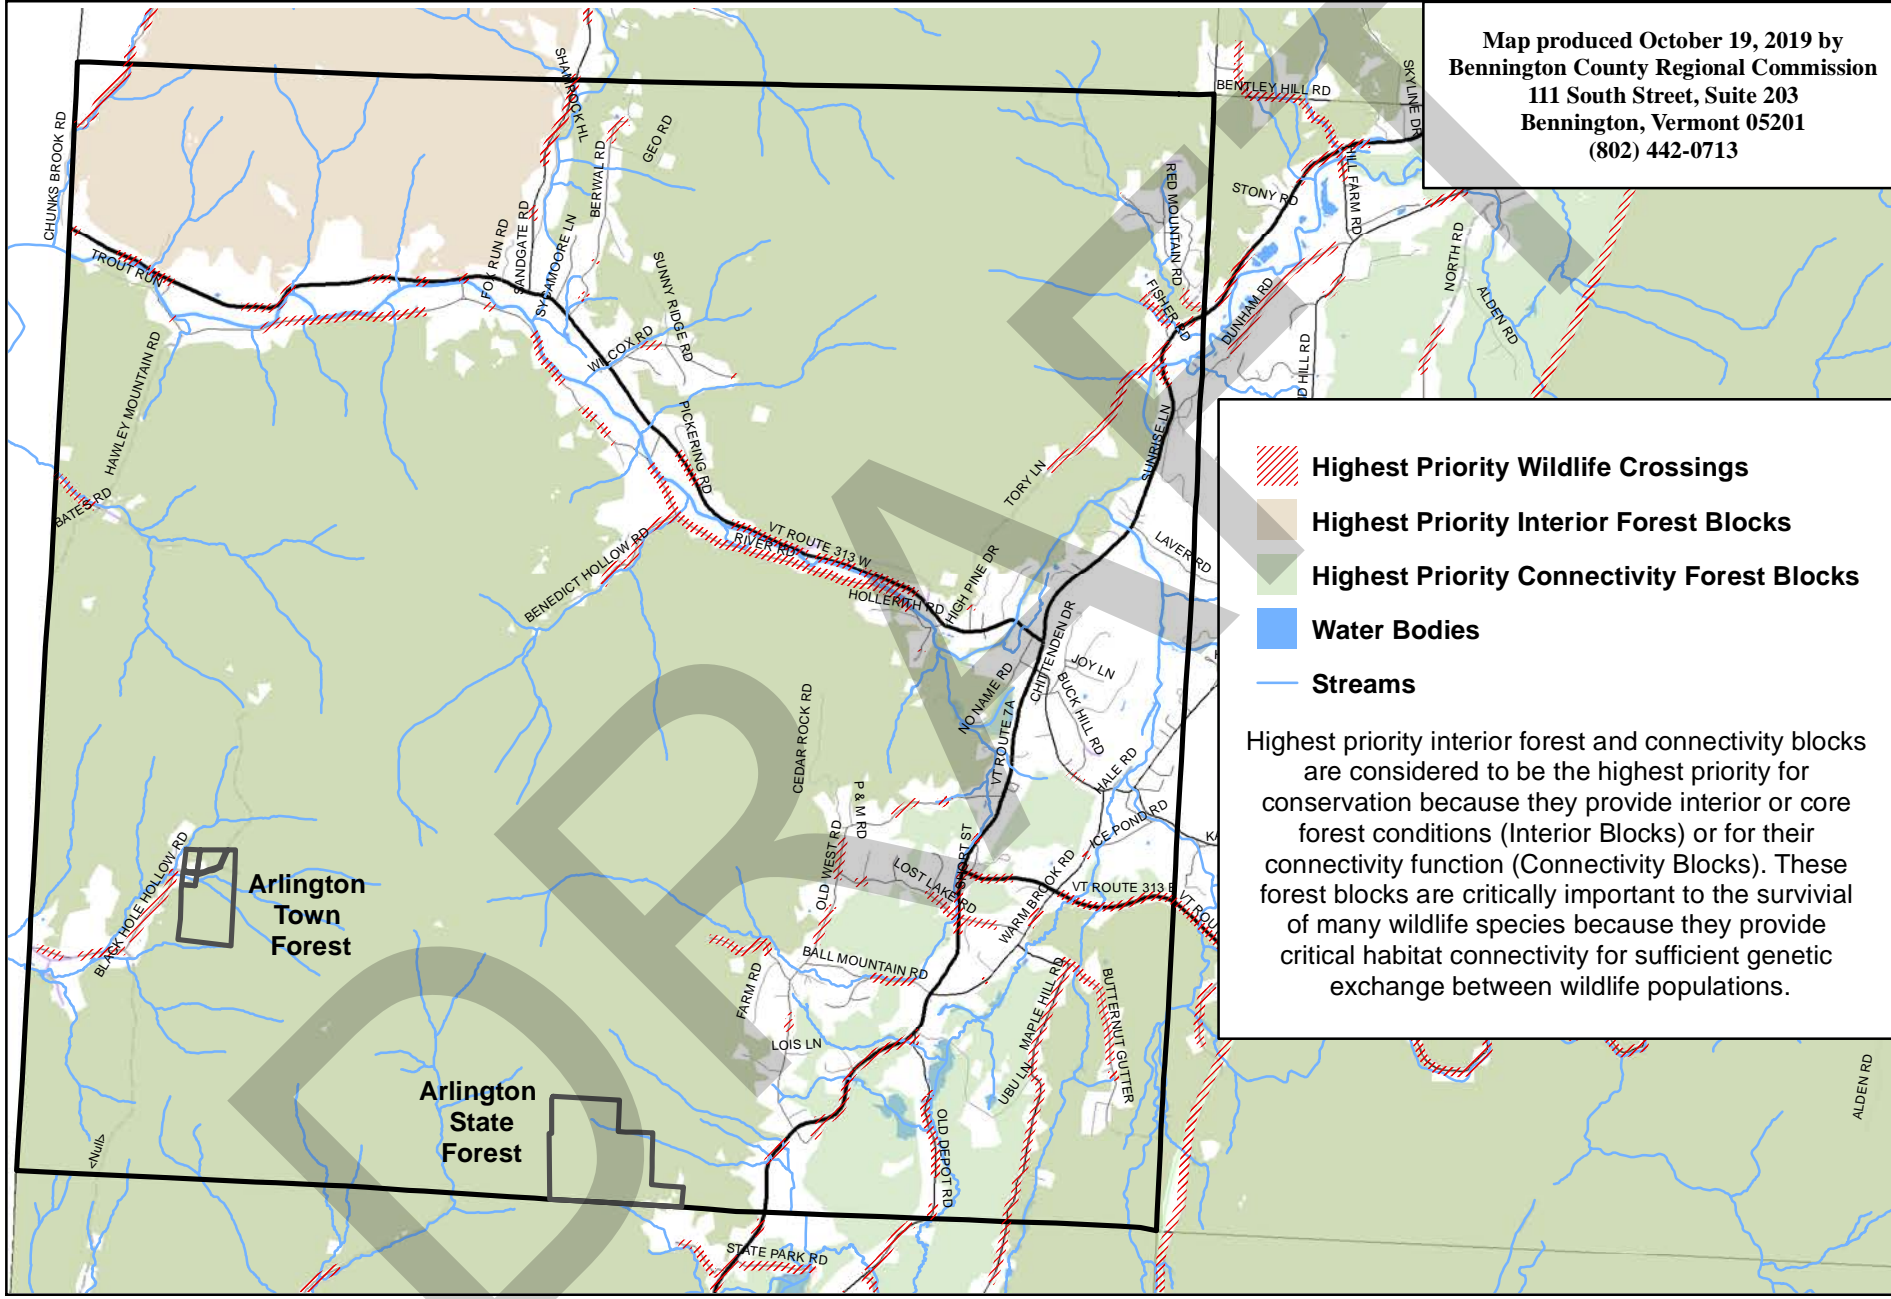 Map produced October 19, 2019 by
Bennington County Regional Commission
111 South Street, Suite 203
Bennington, Vermont 05201
(802) 442-0713
SKYLINE DR
BENTLEY HILL RD
HILL FARM RD
STONY RD
NORTH RD
ALDEN RD
DUNHAM RD
RED MOUNTAIN RD
FISHER RD
SHAMROCK HL
GEO RD
BERWAL RD
CHUNKS BROOK RD
TROUT RUN
FOX RUN RD
SANDGATE RD
SYCAMOORE LN
SUNNY RIDGE RD
WILCOX RD
HAWLEY MOUNTAIN RD
PICKERING RD
BATES RD
TORY LN
SUNRISE LN
D HILL RD
LAVER RD
VT ROUTE 313 W
RIVER RD
BENEDICT HOLLOW RD
HOLLERITH RD
HIGH PINE DR
CHITTENDEN DR
JOY LN
NO NAME RD
BUCK HILL RD
VT ROUTE 7A
HALE RD
ICE POND RD
CEDAR ROCK RD
P & M RD
OLD WEST RD
LOST LAKE RD
SHORT ST
WARM BROOK RD
VT ROUTE 313 E
VT ROU
KA
BLACK HOLE HOLLOW RD
Arlington
Town
Forest
BALL MOUNTAIN RD
FARM RD
LOIS LN
MAPLE HILL RD
BUTTERNUT GUTTER
UBU LN
OLD DEPOT RD
Arlington
State
Forest
<Null>
STATE PARK RD
ALDEN RD
Highest Priority Wildlife Crossings
Highest Priority Interior Forest Blocks
Highest Priority Connectivity Forest Blocks
Water Bodies
Streams
Highest priority interior forest and connectivity blocks
are considered to be the highest priority for
conservation because they provide interior or core
forest conditions (Interior Blocks) or for their
connectivity function (Connectivity Blocks). These
forest blocks are critically important to the survivial
of many wildlife species because they provide
critical habitat connectivity for sufficient genetic
exchange between wildlife populations.
DRAFT